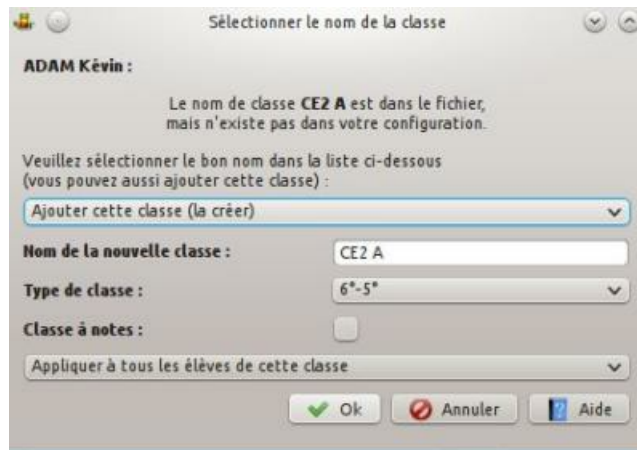 Sélectionner le nom de la classe
ADAM Kévin :
Le nom de classe CE2 A est dans le fichier,
mais n'existe pas dans votre configuration.
Veuillez sélectionner le bon nom dans la liste ci-dessous
(vous pouvez aussi ajouter cette classe) :
Ajouter cette classe (la créer)
Nom de la nouvelle classe : CE2 A
Type de classe : 6°-5°
Classe à notes :
Appliquer à tous les élèves de cette classe
Ok Annuler Aide